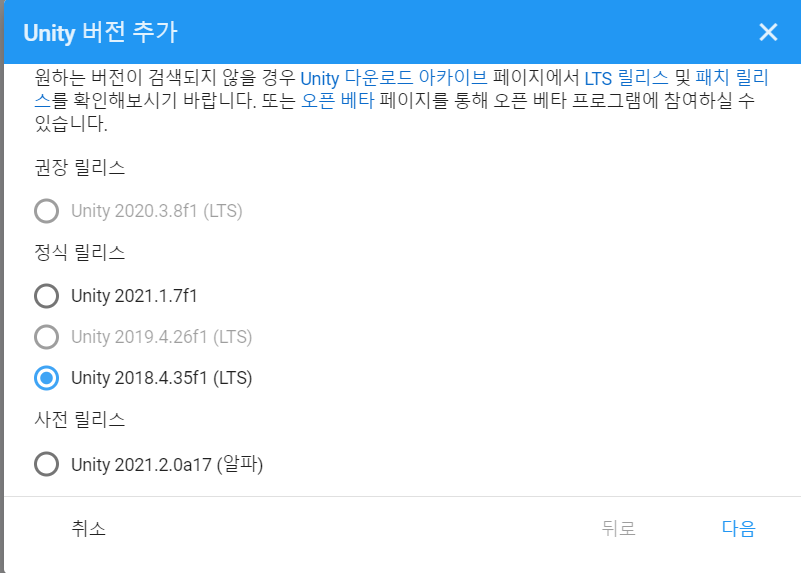 Unity 버전 추가
원하는 버전이 검색되지 않을 경우 Unity 다운로드 아카이브 페이지에서 LTS 릴리스 및 패치 릴리
스를 확인해보시기 바랍니다. 또는 오픈 베타 페이지를 통해 오픈 베타 프로그램에 참여하실 수
있습니다.
권장 릴리스
Unity 2020.3.8f1 (LTS)
정식 릴리스
Unity 2021.1.7f1
Unity 2019.4.26f1 (LTS)
Unity 2018.4.35f1 (LTS)
사전 릴리스
Unity 2021.2.0a17 (알파)
취소 뒤로 다음